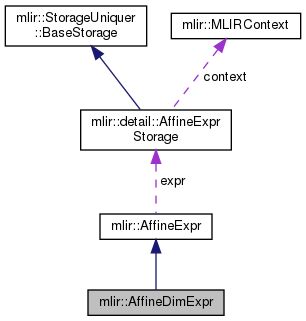 mlir::StorageUniquer
::BaseStorage
mlir::MLIRContext
context
mlir::detail::AffineExpr
Storage
expr
mlir::AffineExpr
mlir::AffineDimExpr